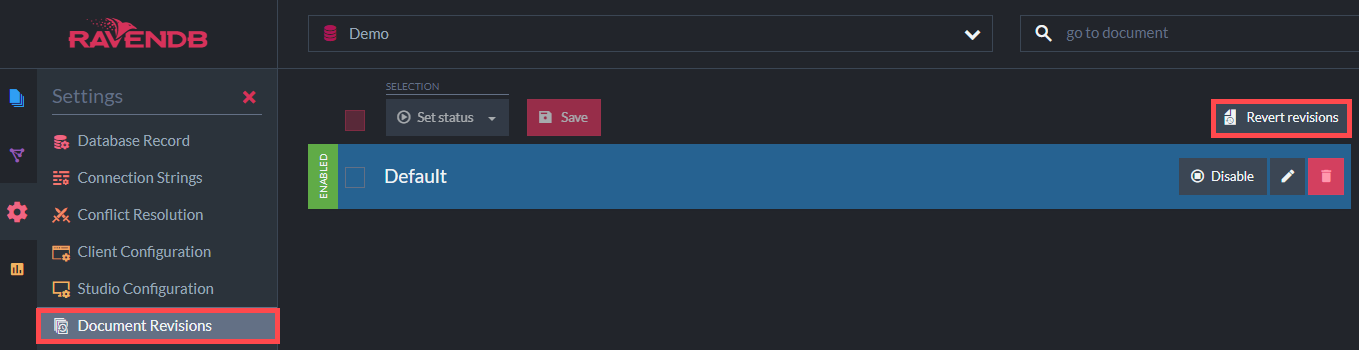 RAVENDB
Demo
go to document
Settings
Database Record
Connection Strings
Conflict Resolution
Client Configuration
Studio Configuration
Document Revisions
SELECTION
Set status
Save
Revert revisions
ENABLED
Default
Disable